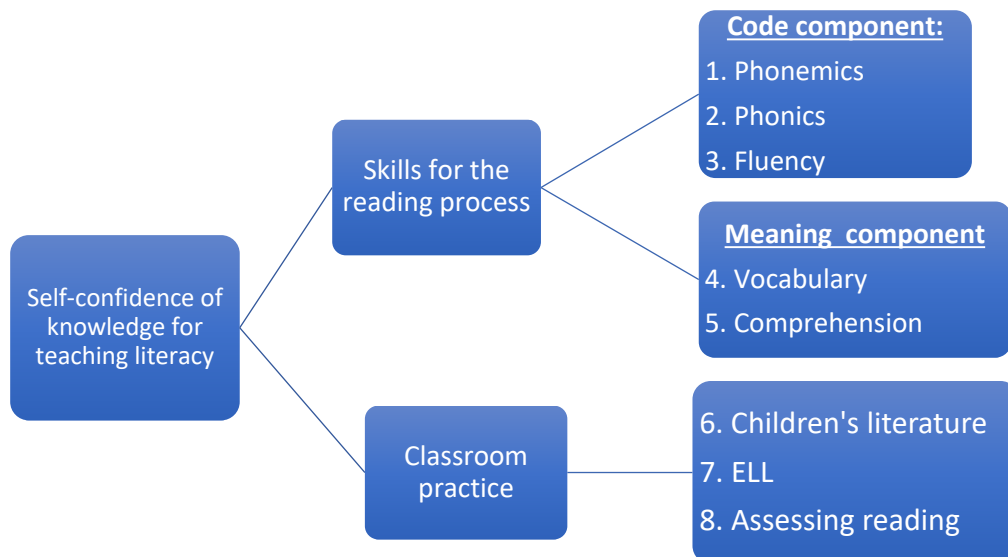 Self-confidence of
knowledge for
teaching literacy
Skills for the
reading process
Code component:
1. Phonemics
2. Phonics
3. Fluency
Meaning  component
4. Vocabulary
5. Comprehension
Classroom
practice
6. Children's literature
7. ELL
8. Assessing reading